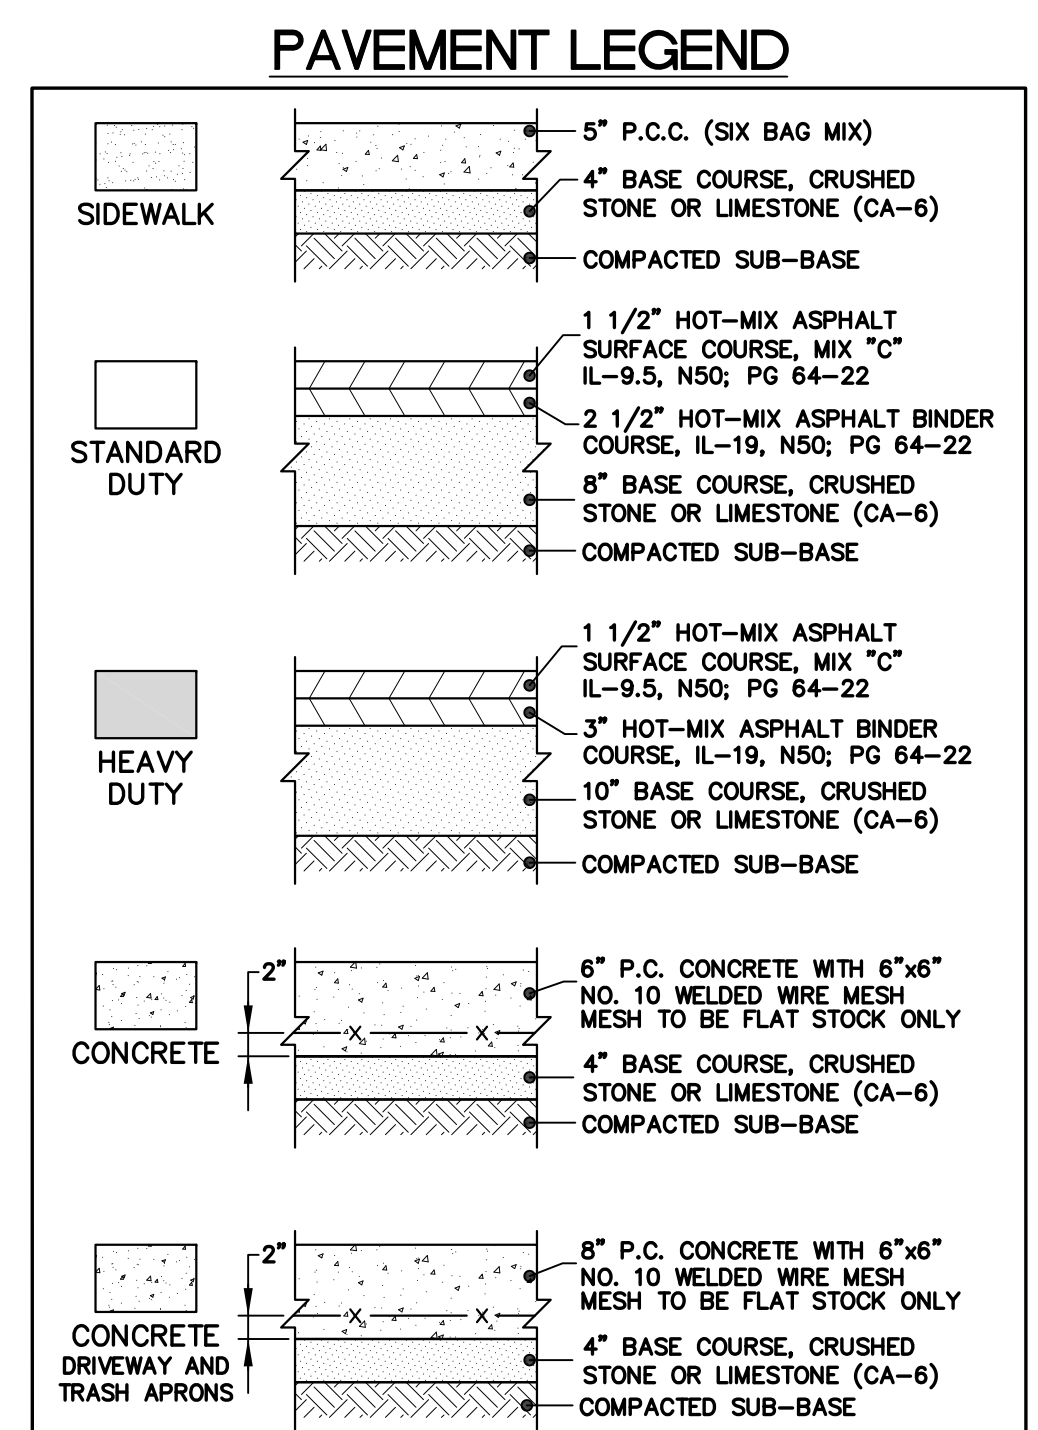 PAVEMENT LEGEND
SIDEWALK
5" P.C.C. (SIX BAG MIX)
4" BASE COURSE, CRUSHED
STONE OR LIMESTONE (CA-6)
COMPACTED SUB-BASE
STANDARD
DUTY
1 1/2" HOT-MIX ASPHALT
SURFACE COURSE, MIX "C"
IL-9.5, N50; PG 64-22
2 1/2" HOT-MIX ASPHALT BINDER
COURSE, IL-19, N50; PG 64-22
8" BASE COURSE, CRUSHED
STONE OR LIMESTONE (CA-6)
COMPACTED SUB-BASE
HEAVY
DUTY
1 1/2" HOT-MIX ASPHALT
SURFACE COURSE, MIX "C"
IL-9.5, N50; PG 64-22
3" HOT-MIX ASPHALT BINDER
COURSE, IL-19, N50; PG 64-22
10" BASE COURSE, CRUSHED
STONE OR LIMESTONE (CA-6)
COMPACTED SUB-BASE
CONCRETE
2"
X X
6" P.C. CONCRETE WITH 6"x6"
NO. 10 WELDED WIRE MESH
MESH TO BE FLAT STOCK ONLY
4" BASE COURSE, CRUSHED
STONE OR LIMESTONE (CA-6)
COMPACTED SUB-BASE
CONCRETE
DRIVEWAY AND
TRASH APRONS
2"
X X
8" P.C. CONCRETE WITH 6"x6"
NO. 10 WELDED WIRE MESH
MESH TO BE FLAT STOCK ONLY
4" BASE COURSE, CRUSHED
STONE OR LIMESTONE (CA-6)
COMPACTED SUB-BASE